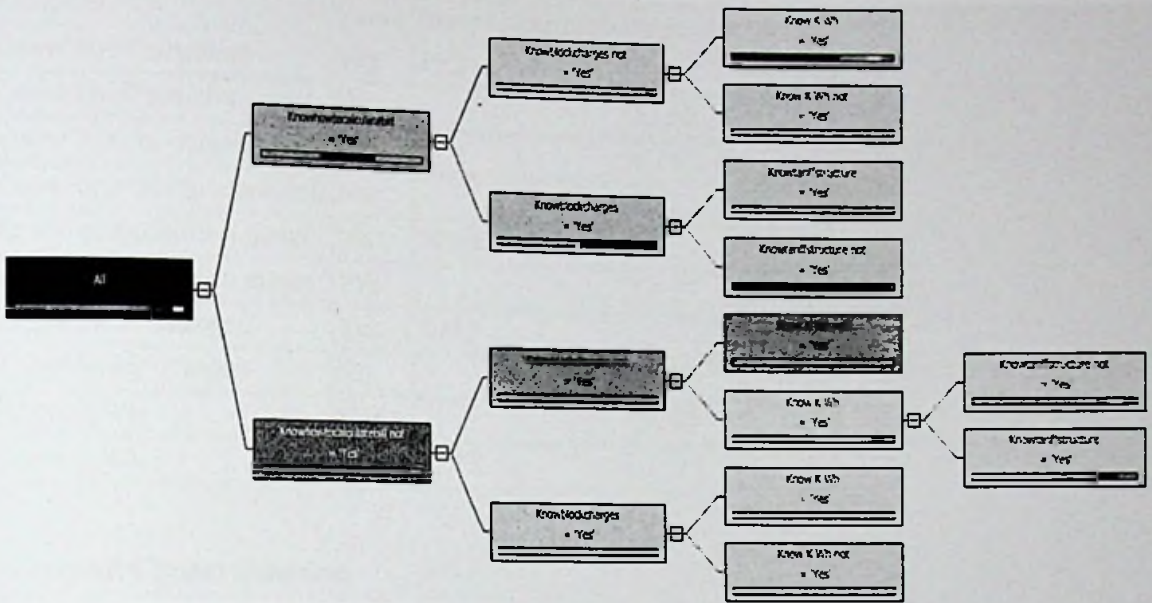 All
Knowhowtocalculatebill
= 'Yes'
Knowhowtocalculatebill not
= 'Yes'
Knowblockcharges not
= 'Yes'
Knowblockcharges
= 'Yes'
= 'Yes'
Knowblockcharges
= 'Yes'
Know K Wh
= 'Yes'
Know K Wh not
= 'Yes'
Knowtariffstructure
= 'Yes'
Knowtariffstructure not
= 'Yes'
= 'Yes'
Know K Wh
= 'Yes'
Know K Wh
= 'Yes'
Know K Wh not
= 'Yes'
Knowtariffstructure not
= 'Yes'
Knowtariffstructure
= 'Yes'